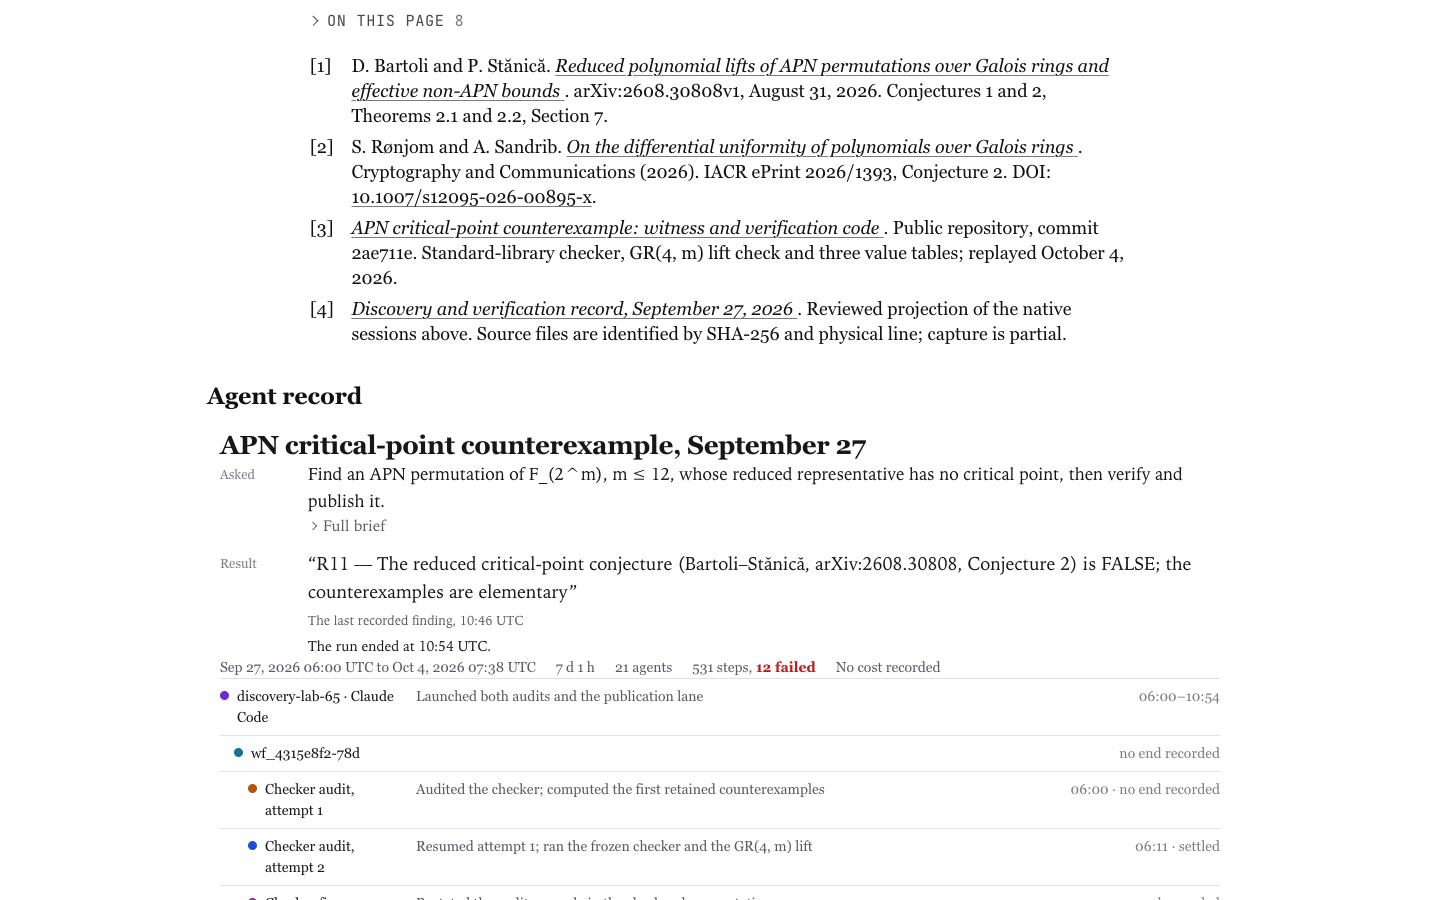 > ON THIS PAGE 8
[1] D. Bartoli and P. Stănică. Reduced polynomial lifts of APN permutations over Galois rings and
effective non-APN bounds . arXiv:2608.30808v1, August 31, 2026. Conjectures 1 and 2,
Theorems 2.1 and 2.2, Section 7.
[2] S. Rønjom and A. Sandrib. On the differential uniformity of polynomials over Galois rings .
Cryptography and Communications (2026). IACR ePrint 2026/1393, Conjecture 2. DOI:
10.1007/s12095-026-00895-x.
[3] APN critical-point counterexample: witness and verification code . Public repository, commit
2ae711e. Standard-library checker, GR(4, m) lift check and three value tables; replayed October 4,
2026.
[4] Discovery and verification record, September 27, 2026 . Reviewed projection of the native
sessions above. Source files are identified by SHA-256 and physical line; capture is partial.
Agent record
APN critical-point counterexample, September 27
Asked Find an APN permutation of F_(2^m), m ≤ 12, whose reduced representative has no critical point, then verify and
publish it.
> Full brief
Result “R11 — The reduced critical-point conjecture (Bartoli–Stănică, arXiv:2608.30808, Conjecture 2) is FALSE; the
counterexamples are elementary”
The last recorded finding, 10:46 UTC
The run ended at 10:54 UTC.
Sep 27, 2026 06:00 UTC to Oct 4, 2026 07:38 UTC 7 d 1 h 21 agents 531 steps, 12 failed No cost recorded
discovery-lab-65 · Claude Launched both audits and the publication lane 06:00–10:54
Code
wf_4315e8f2-78d no end recorded
Checker audit, Audited the checker; computed the first retained counterexamples 06:00 · no end recorded
attempt 1
Checker audit, Resumed attempt 1; ran the frozen checker and the GR(4, m) lift 06:11 · settled
attempt 2